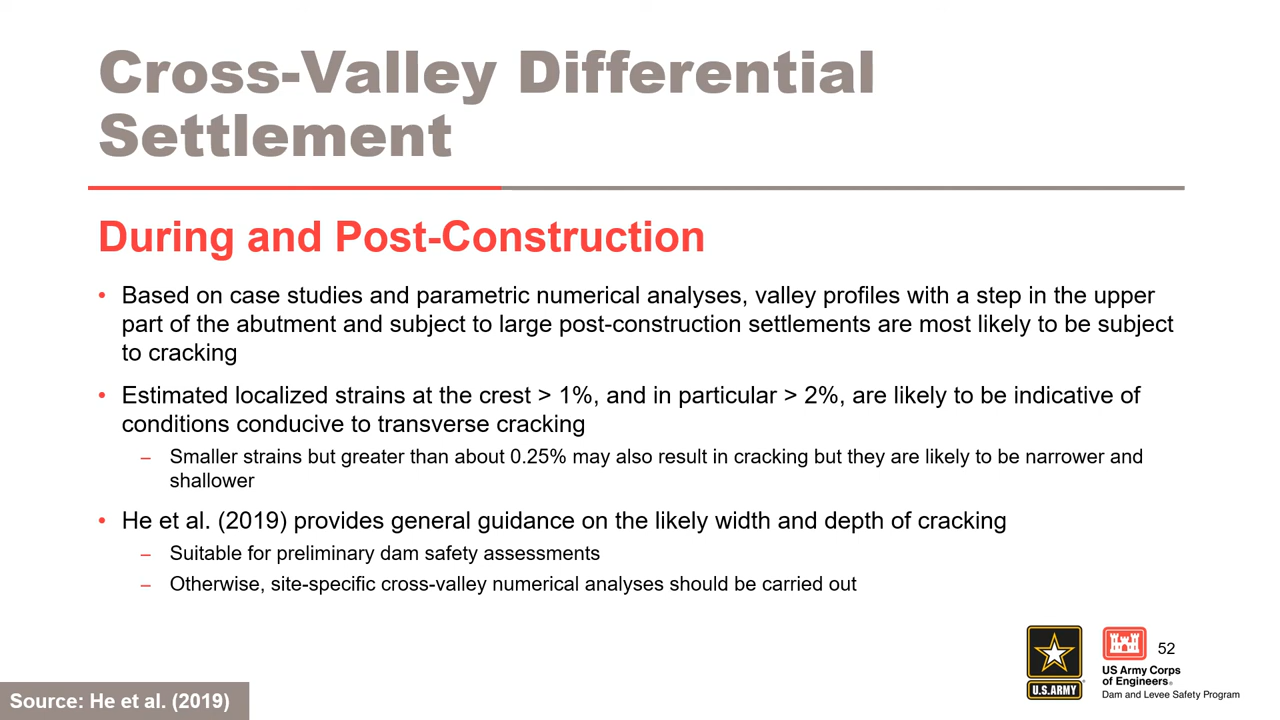 Cross-Valley Differential
Settlement
During and Post-Construction
• Based on case studies and parametric numerical analyses, valley profiles with a step in the upper
part of the abutment and subject to large post-construction settlements are most likely to be subject
to cracking
• Estimated localized strains at the crest > 1%, and in particular > 2%, are likely to be indicative of
conditions conducive to transverse cracking
– Smaller strains but greater than about 0.25% may also result in cracking but they are likely to be narrower and
shallower
• He et al. (2019) provides general guidance on the likely width and depth of cracking
– Suitable for preliminary dam safety assessments
– Otherwise, site-specific cross-valley numerical analyses should be carried out
52
U.S.ARMY
US Army Corps
of Engineers®
Dam and Levee Safety Program
Source: He et al. (2019)